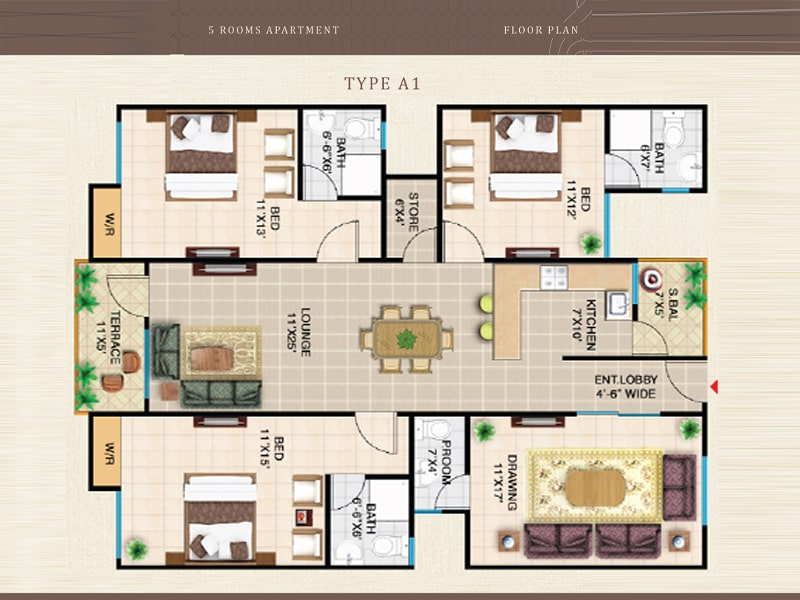 5 ROOMS APARTMENT
FLOOR PLAN
TYPE A1
BATH
6'-6"X6'
BATH
6'X7'
BED
11'X13'
STORE
6'X4'
BED
11'X12'
W/R
TERRACE
11'X5'
LOUNGE
11'X25'
KITCHEN
7'X10'
S.BAL
7'X5'
ENT.LOBBY
4'-6" WIDE
W/R
BED
11'X15'
BATH
6'-6"X6'
P.ROOM
7'X4'
DRAWING
11'X17'